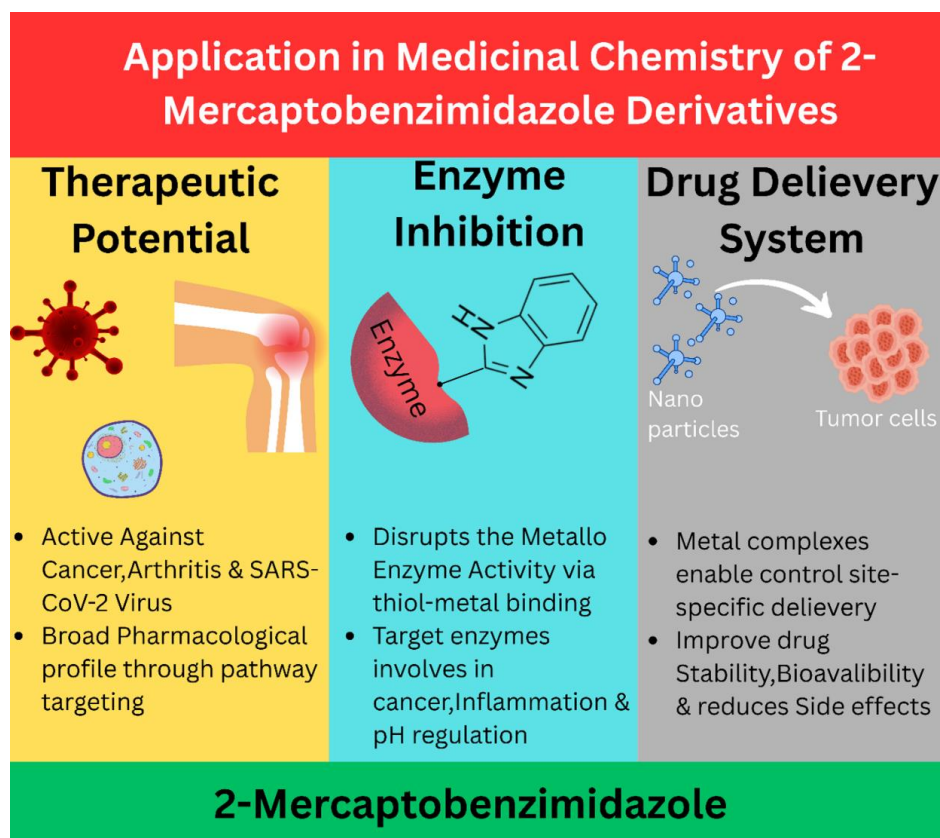 Application in Medicinal Chemistry of 2-
Mercaptobenzimidazole Derivatives
Therapeutic
Potential
• Active Against
Cancer,Arthritis & SARS-
CoV-2 Virus
• Broad Pharmacological
profile through pathway
targeting
Enzyme
Inhibition
Enzyme
H
N
N
• Disrupts the Metallo
Enzyme Activity via
thiol-metal binding
• Target enzymes
involves in
cancer,Inflammation &
pH regulation
Drug Delievery
System
Nano
particles
Tumor cells
• Metal complexes
enable control site-
specific delievery
• Improve drug
Stability,Bioavalibility
& reduces Side effects
2-Mercaptobenzimidazole